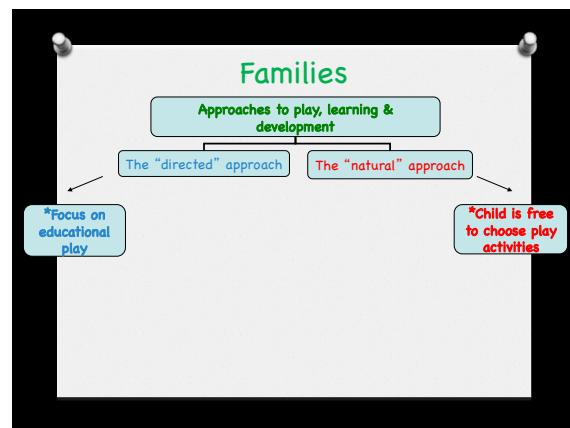 Families
Approaches to play, learning &
development
The “directed” approach
The “natural” approach
*Focus on
educational
play
*Child is free
to choose play
activities